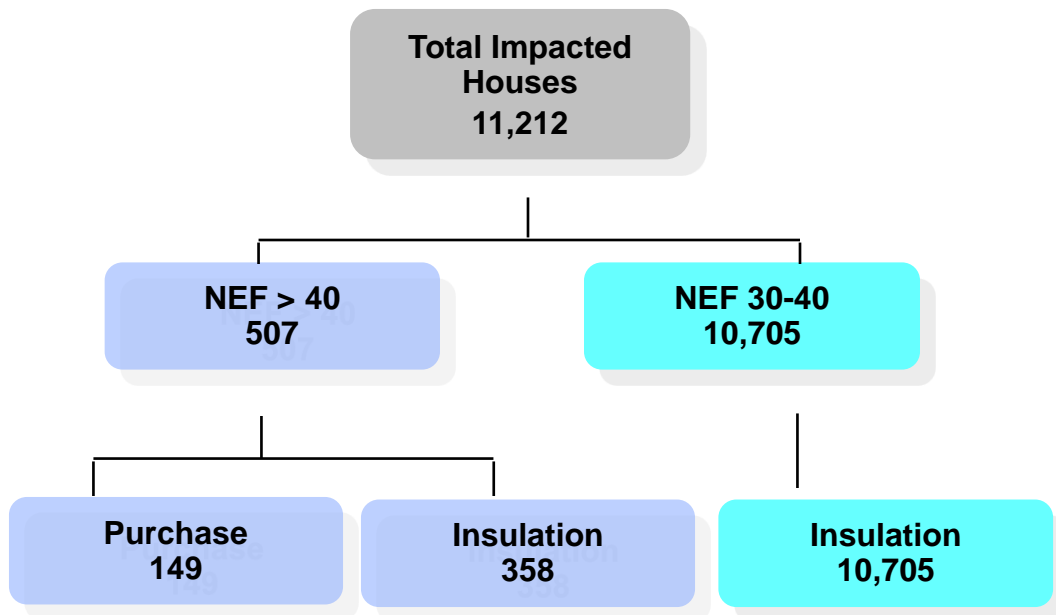 Total Impacted
Houses
11,212
NEF > 40
507
NEF 30-40
10,705
Purchase
149
Insulation
358
Insulation
10,705